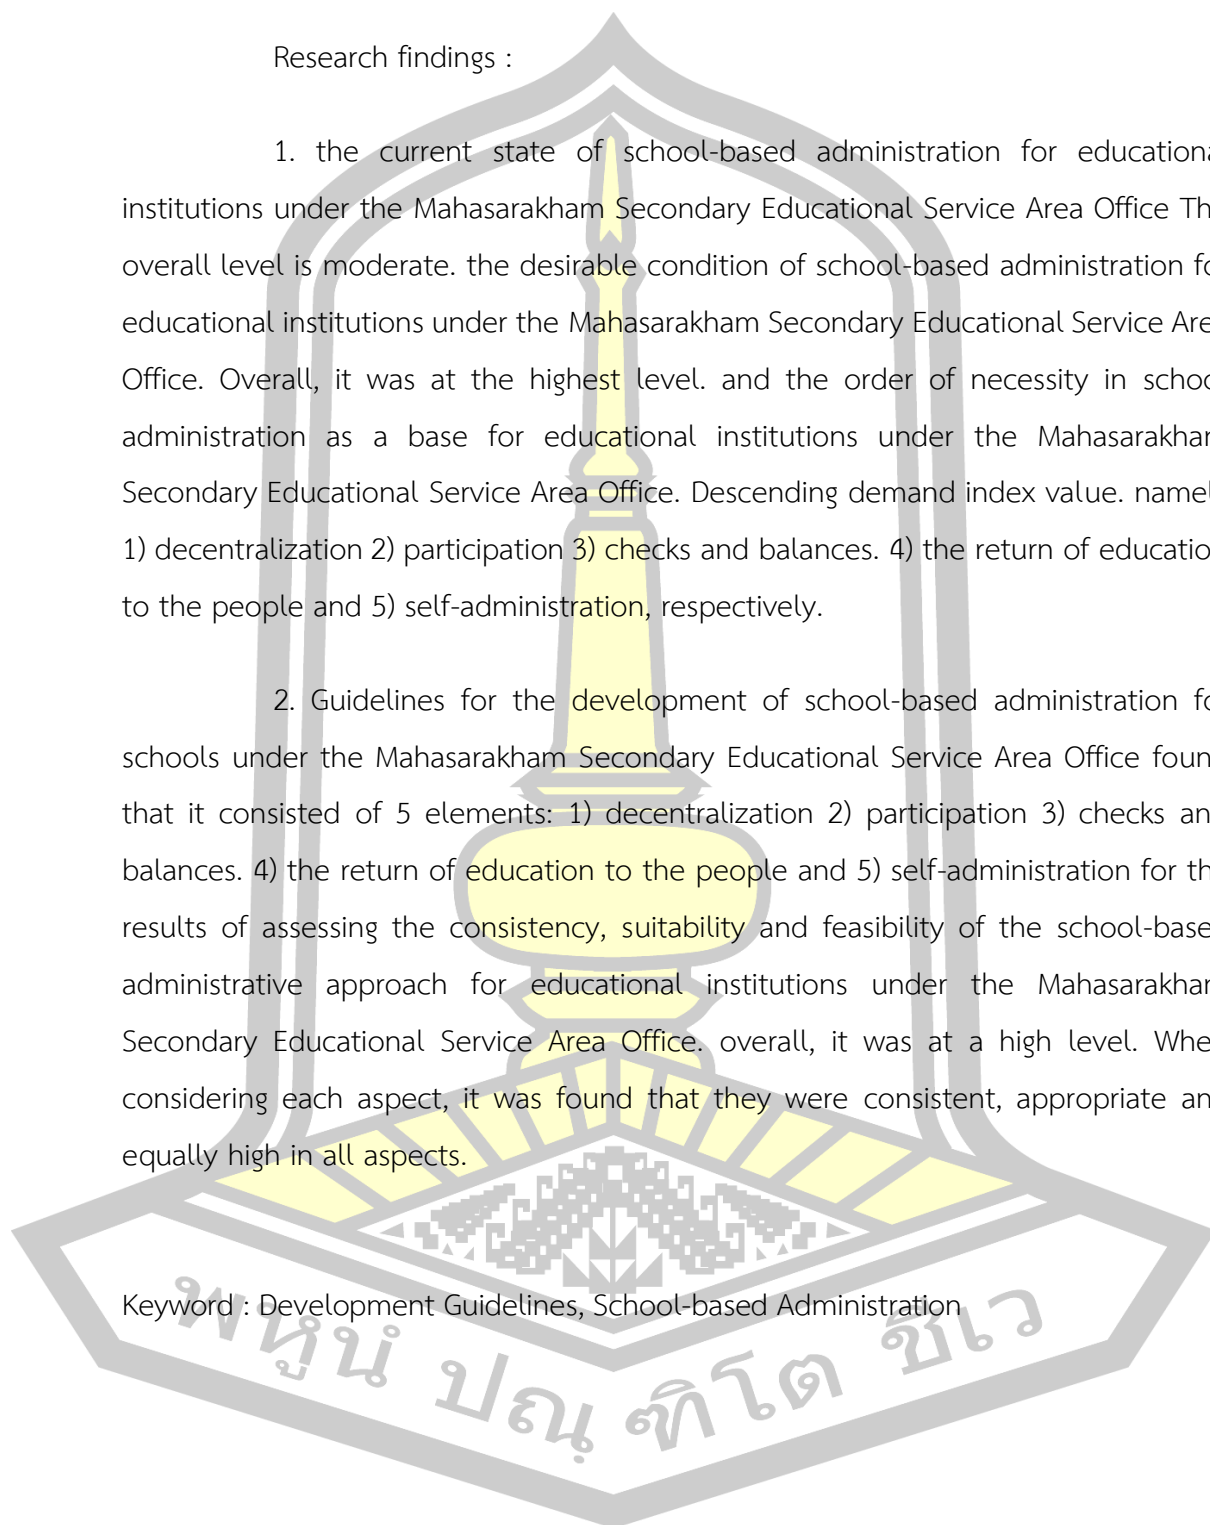 Research findings :
1. the current state of school-based administration for educationa
institutions under the Mahasarakham Secondary Educational Service Area Office Th
overall level is moderate. the desirable condition of school-based administration fo
educational institutions under the Mahasarakham Secondary Educational Service Are
Office. Overall, it was at the highest level. and the order of necessity in schoo
administration as a base for educational institutions under the Mahasarakham
Secondary Educational Service Area Office. Descending demand index value. namel
1) decentralization 2) participation 3) checks and balances. 4) the return of educatio
to the people and 5) self-administration, respectively.
2. Guidelines for the development of school-based administration fo
schools under the Mahasarakham Secondary Educational Service Area Office foun
that it consisted of 5 elements: 1) decentralization 2) participation 3) checks an
balances. 4) the return of education to the people and 5) self-administration for th
results of assessing the consistency, suitability and feasibility of the school-base
administrative approach for educational institutions under the Mahasarakham
Secondary Educational Service Area Office. overall, it was at a high level. Whe
considering each aspect, it was found that they were consistent, appropriate an
equally high in all aspects.
Keyword : Development Guidelines, School-based Administration
พหูนํ ปณฺฑิโต ชีเว